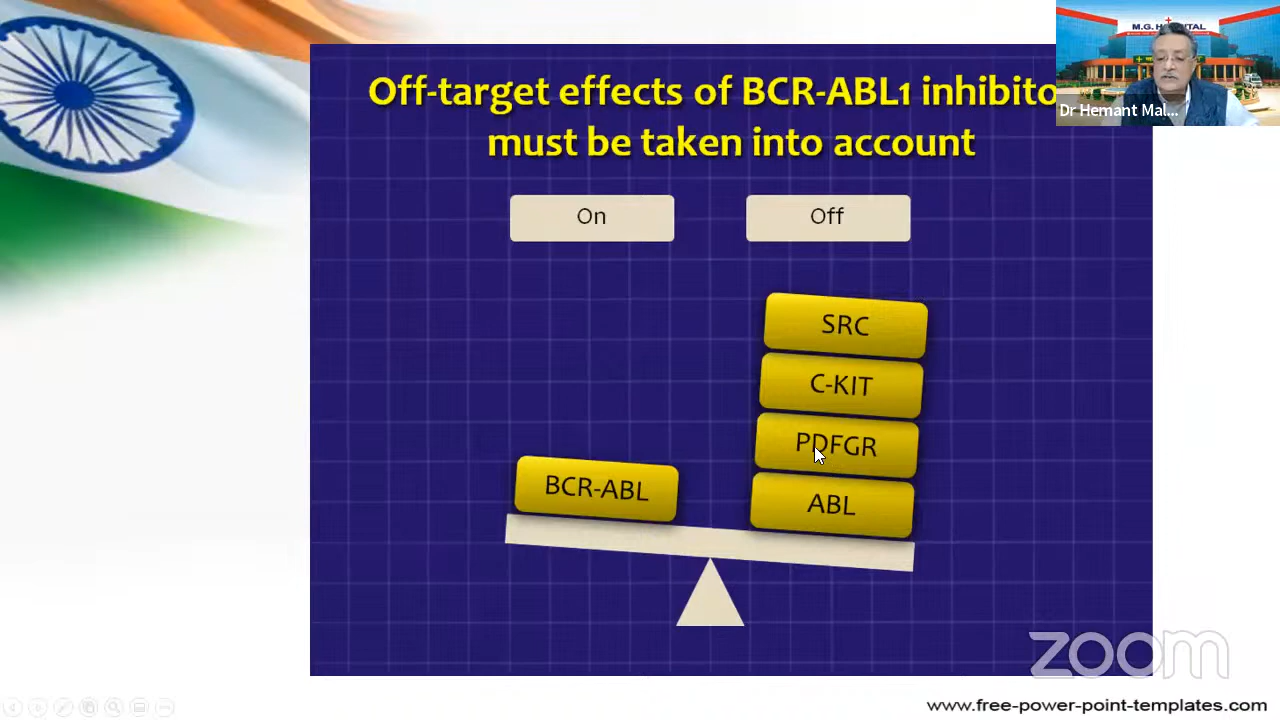 M.G. HOSPITAL
Off-target effects of BCR-ABL1 inhibito
must be taken into account
Dr Hemant Mal...
On
Off
SRC
C-KIT
PDFGR
ABL
BCR-ABL
zoom
www.free-power-point-templates.com